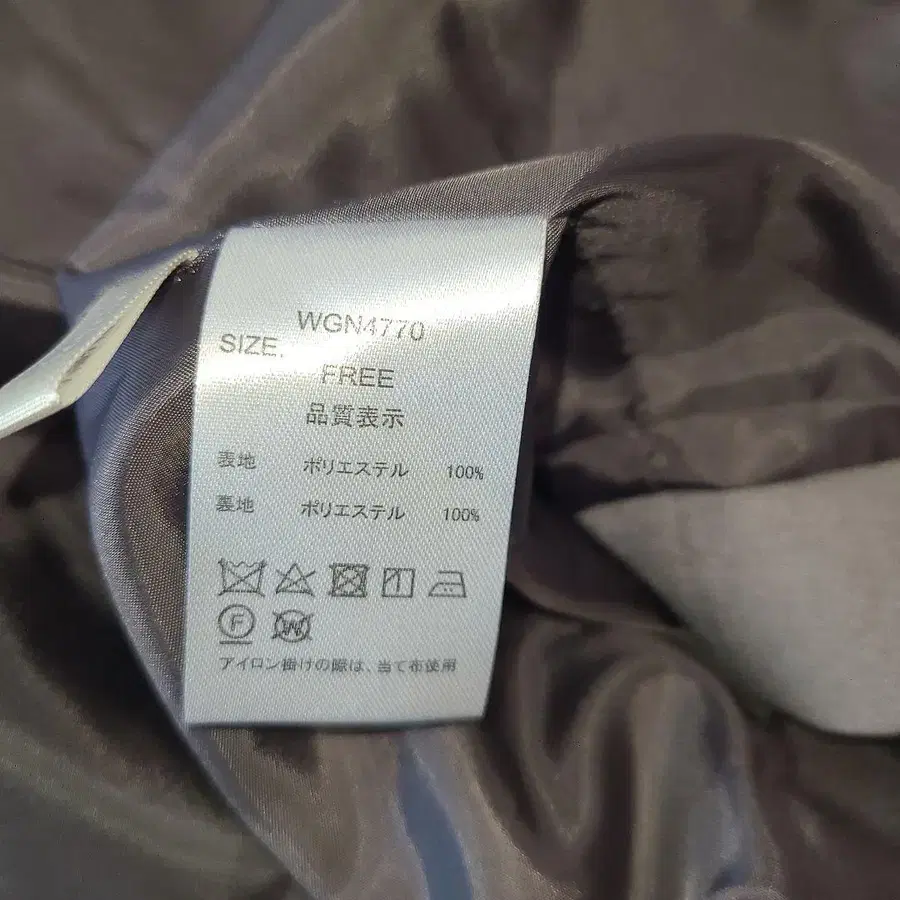 WGN4770
SIZE.
FREE
品質表示
表地 ポリエステル 100%
裏地 ポリエステル 100%
F W
アイロン掛けの際は、当て布使用